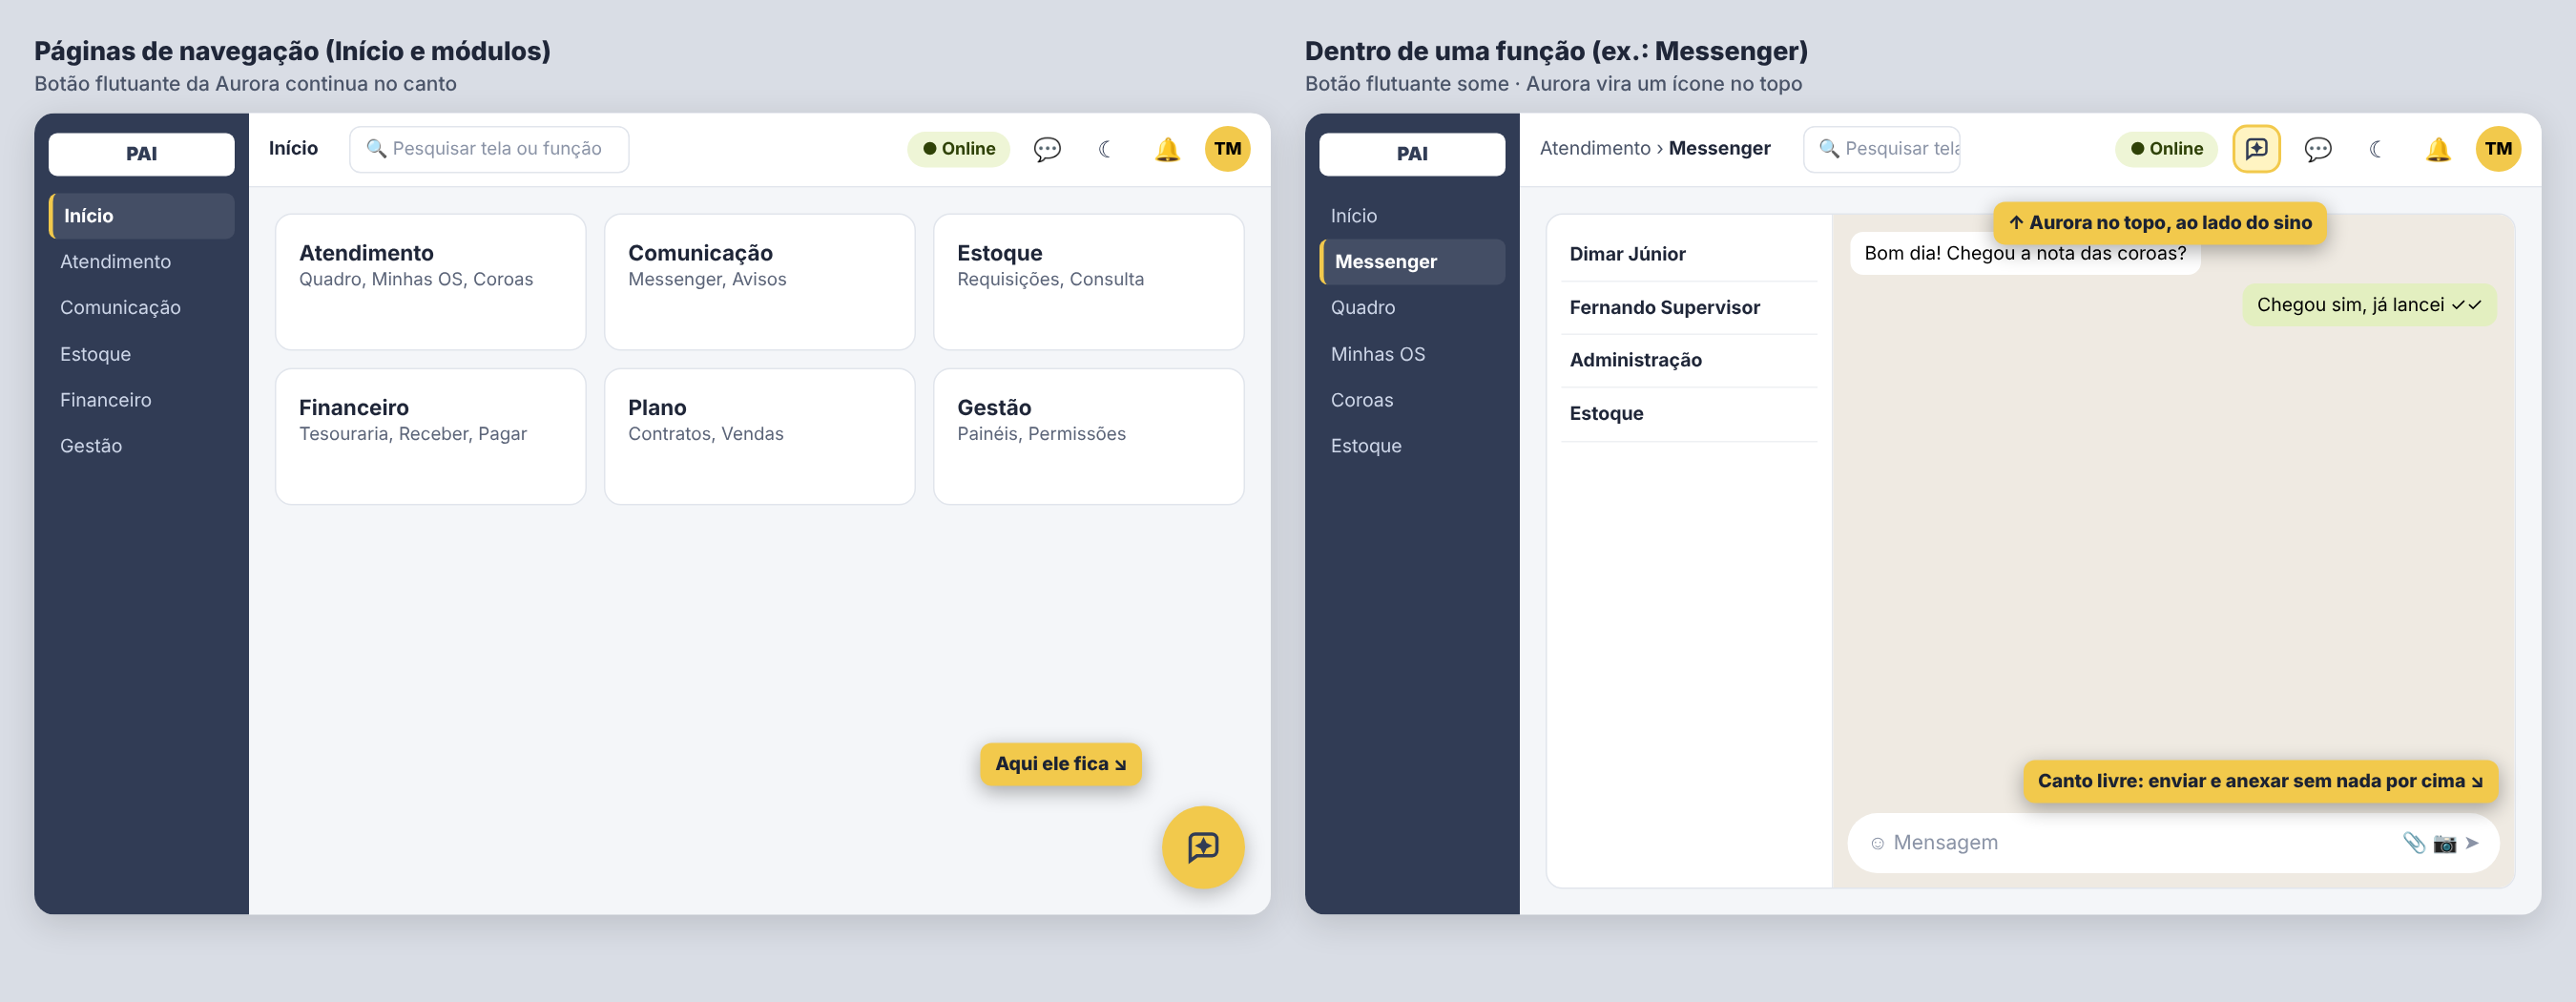 Páginas de navegação (Início e módulos)
Botão flutuante da Aurora continua no canto
PAI
Início
Atendimento
Comunicação
Estoque
Financeiro
Gestão
Início
🔍 Pesquisar tela ou função
● Online
TM
Atendimento
Quadro, Minhas OS, Coroas
Comunicação
Messenger, Avisos
Estoque
Requisições, Consulta
Financeiro
Tesouraria, Receber, Pagar
Plano
Contratos, Vendas
Gestão
Painéis, Permissões
Aqui ele fica ↘
Dentro de uma função (ex.: Messenger)
Botão flutuante some · Aurora vira um ícone no topo
PAI
Início
Messenger
Quadro
Minhas OS
Coroas
Estoque
Atendimento › Messenger
🔍 Pesquisar tela
● Online
TM
↑ Aurora no topo, ao lado do sino
Dimar Júnior
Fernando Supervisor
Administração
Estoque
Bom dia! Chegou a nota das coroas?
Chegou sim, já lancei ✓✓
Canto livre: enviar e anexar sem nada por cima ↘
☺ Mensagem